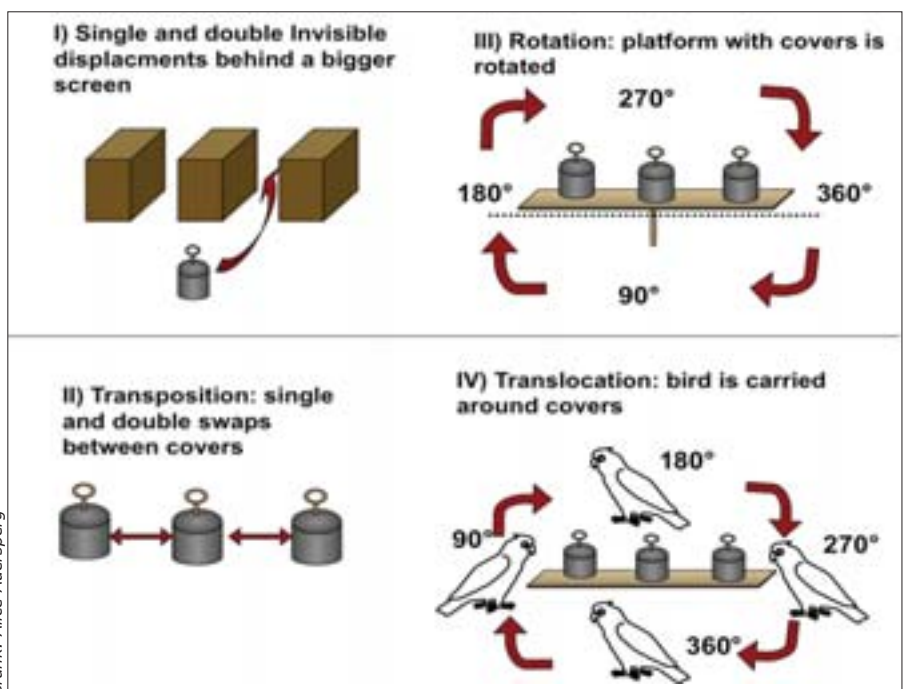 I) Single and double Invisible
displacments behind a bigger
screen
III) Rotation: platform with covers is
rotated
270°
180°
360°
90°
II) Transposition: single
and double swaps
between covers
IV) Translocation: bird is carried
around covers
180°
90°
270°
360°